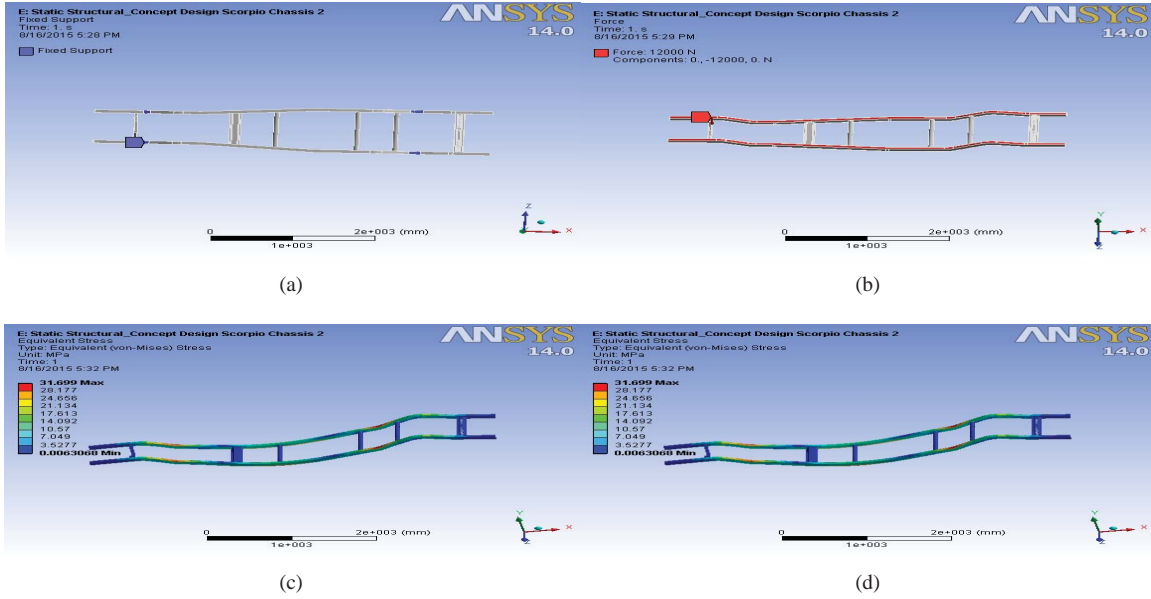 E: Static Structural_Concept Design Scorpio Chassis 2
Fixed Support
Time: 1. s
8/16/2015 5:28 PM
Fixed Support
ANSYS
14.0
Z
X
0
2e+003 (mm)
1e+003
(a)
E: Static Structural_Concept Design Scorpio Chassis 2
Force
Time: 1. s
8/16/2015 5:29 PM
Force: 12000 N
Components: 0., -12000, 0. N
ANSYS
14.0
Y
X
Z
0
2e+003 (mm)
1e+003
(b)
E: Static Structural_Concept Design Scorpio Chassis 2
Equivalent Stress
Type: Equivalent (von-Mises) Stress
Unit: MPa
Time: 1
8/16/2015 5:32 PM
31.699 Max
28.177
24.656
21.134
17.613
14.092
10.57
7.049
3.5277
0.0063068 Min
ANSYS
14.0
Y
X
Z
0
2e+003 (mm)
1e+003
(c)
E: Static Structural_Concept Design Scorpio Chassis 2
Equivalent Stress
Type: Equivalent (von-Mises) Stress
Unit: MPa
Time: 1
8/16/2015 5:32 PM
31.699 Max
28.177
24.656
21.134
17.613
14.092
10.57
7.049
3.5277
0.0063068 Min
ANSYS
14.0
Y
X
Z
0
2e+003 (mm)
1e+003
(d)